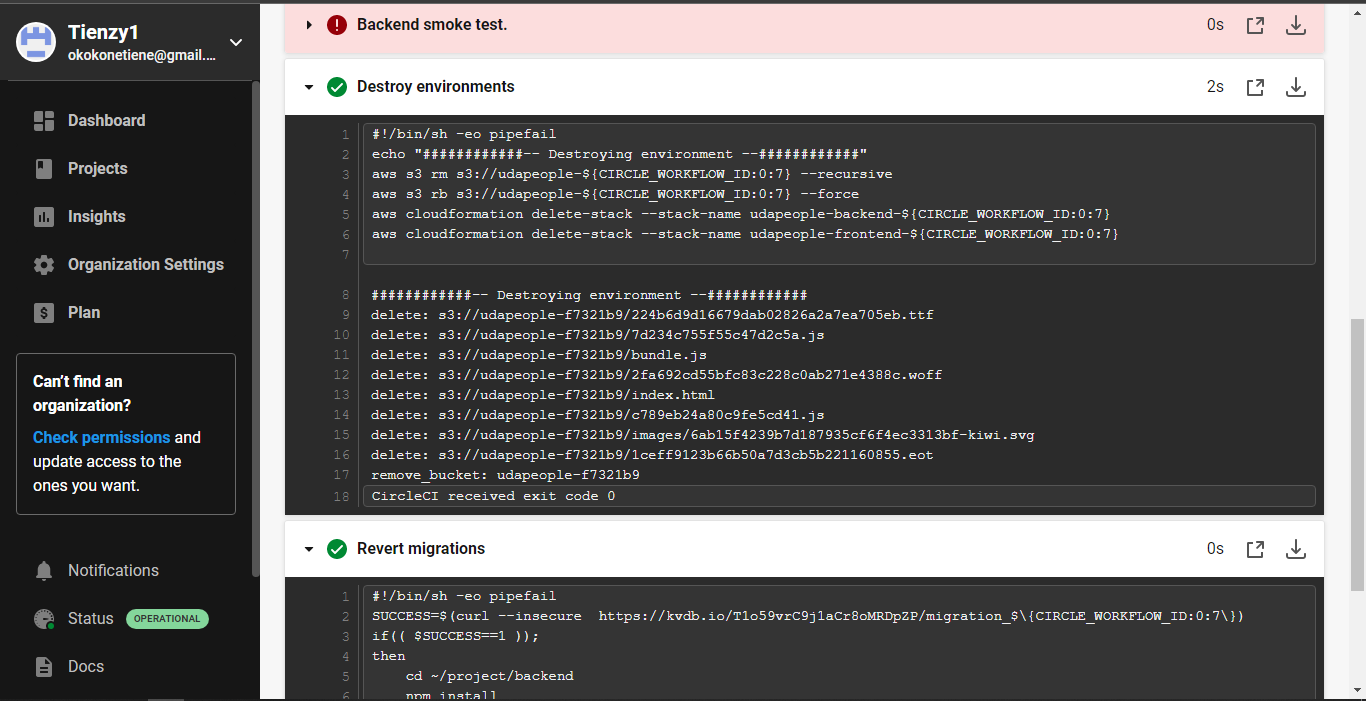 Tienzy1
okokonetiene@gmail....
Dashboard
Projects
Insights
Organization Settings
Plan
Can't find an
organization?
Check permissions and
update access to the
ones you want.
Notifications
Status OPERATIONAL
Docs
Backend smoke test. 0s
Destroy environments 2s
1 #!/bin/sh -eo pipefail
2 echo "############-- Destroying environment --############"
3 aws s3 rm s3://udapeople-${CIRCLE_WORKFLOW_ID:0:7} --recursive
4 aws s3 rb s3://udapeople-${CIRCLE_WORKFLOW_ID:0:7} --force
5 aws cloudformation delete-stack --stack-name udapeople-backend-${CIRCLE_WORKFLOW_ID:0:7}
6 aws cloudformation delete-stack --stack-name udapeople-frontend-${CIRCLE_WORKFLOW_ID:0:7}
7
8 ############-- Destroying environment --############
9 delete: s3://udapeople-f7321b9/224b6d9d16679dab02826a2a7ea705eb.ttf
10 delete: s3://udapeople-f7321b9/7d234c755f55c47d2c5a.js
11 delete: s3://udapeople-f7321b9/bundle.js
12 delete: s3://udapeople-f7321b9/2fa692cd55bfc83c228c0ab271e4388c.woff
13 delete: s3://udapeople-f7321b9/index.html
14 delete: s3://udapeople-f7321b9/c789eb24a80c9fe5cd41.js
15 delete: s3://udapeople-f7321b9/images/6ab15f4239b7d187935cf6f4ec3313bf-kiwi.svg
16 delete: s3://udapeople-f7321b9/1ceff9123b66b50a7d3cb5b221160855.eot
17 remove_bucket: udapeople-f7321b9
18 CircleCI received exit code 0
Revert migrations 0s
1 #!/bin/sh -eo pipefail
2 SUCCESS=$(curl --insecure  https://kvdb.io/T1o59vrC9j1aCr8oMRDpZP/migration_$\{CIRCLE_WORKFLOW_ID:0:7\})
3 if(( $SUCCESS==1 ));
4 then
5 cd ~/project/backend
6 npm install